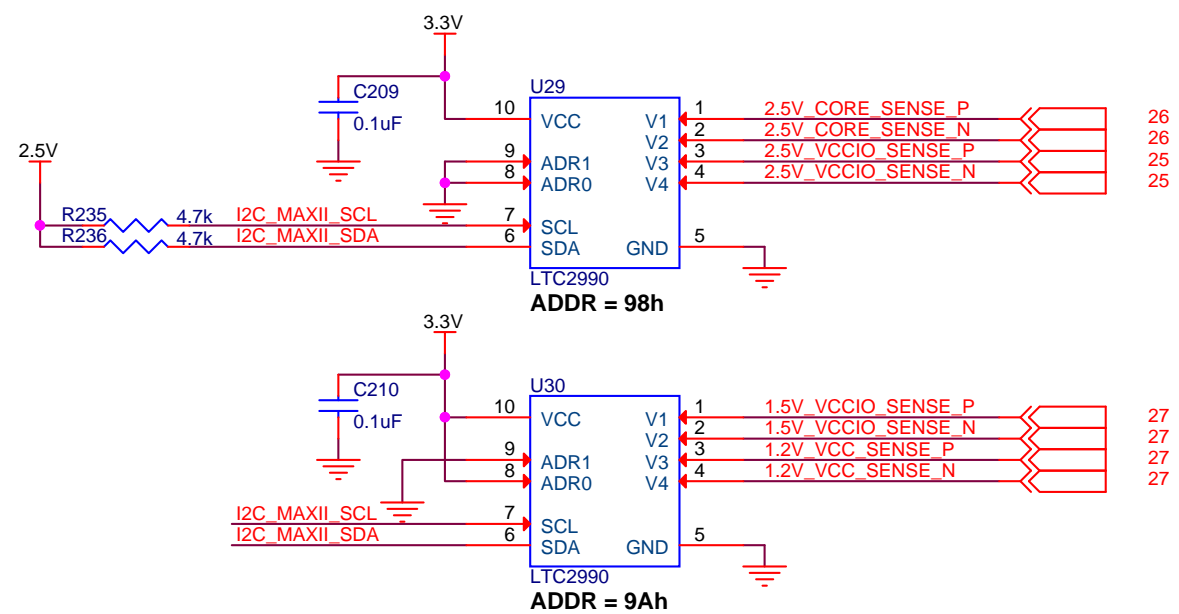 3.3V
U29
C209
0.1uF
10 VCC V1 1 2.5V_CORE_SENSE_P 26
V2 2 2.5V_CORE_SENSE_N 26
9 ADR1 V3 3 2.5V_VCCIO_SENSE_P 25
8 ADR0 V4 4 2.5V_VCCIO_SENSE_N 25
2.5V
R235 4.7k I2C_MAXII_SCL 7 SCL
R236 4.7k I2C_MAXII_SDA 6 SDA GND 5
LTC2990
ADDR = 98h
3.3V
U30
C210
0.1uF
10 VCC V1 1 1.5V_VCCIO_SENSE_P 27
V2 2 1.5V_VCCIO_SENSE_N 27
9 ADR1 V3 3 1.2V_VCC_SENSE_P 27
8 ADR0 V4 4 1.2V_VCC_SENSE_N 27
I2C_MAXII_SCL 7 SCL
I2C_MAXII_SDA 6 SDA GND 5
LTC2990
ADDR = 9Ah